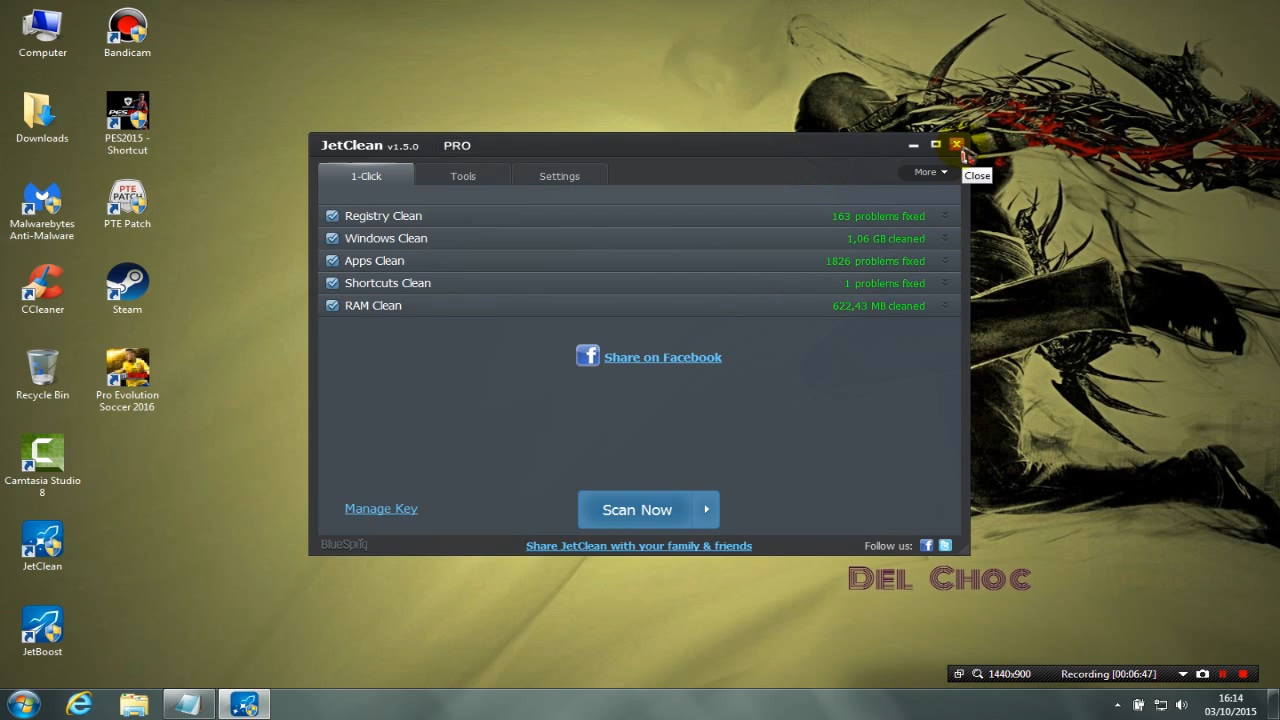 Computer
Bandicam
Downloads
PES2015 -
Shortcut
Malwarebytes
Anti-Malware
PTE
PATCH
PTE Patch
CCleaner
Steam
Recycle Bin
Pro Evolution
Soccer 2016
Camtasia Studio
8
JetClean
JetBoost
JetClean v1.5.0 PRO
1-Click Tools Settings More
Close
Registry Clean 163 problems fixed
Windows Clean 1,06 GB cleaned
Apps Clean 1826 problems fixed
Shortcuts Clean 1 problems fixed
RAM Clean 622,43 MB cleaned
Share on Facebook
Manage Key Scan Now
BlueSprig Share JetClean with your family & friends Follow us:
Del Choc
1440x900 Recording [00:06:47]
16:14
03/10/2015